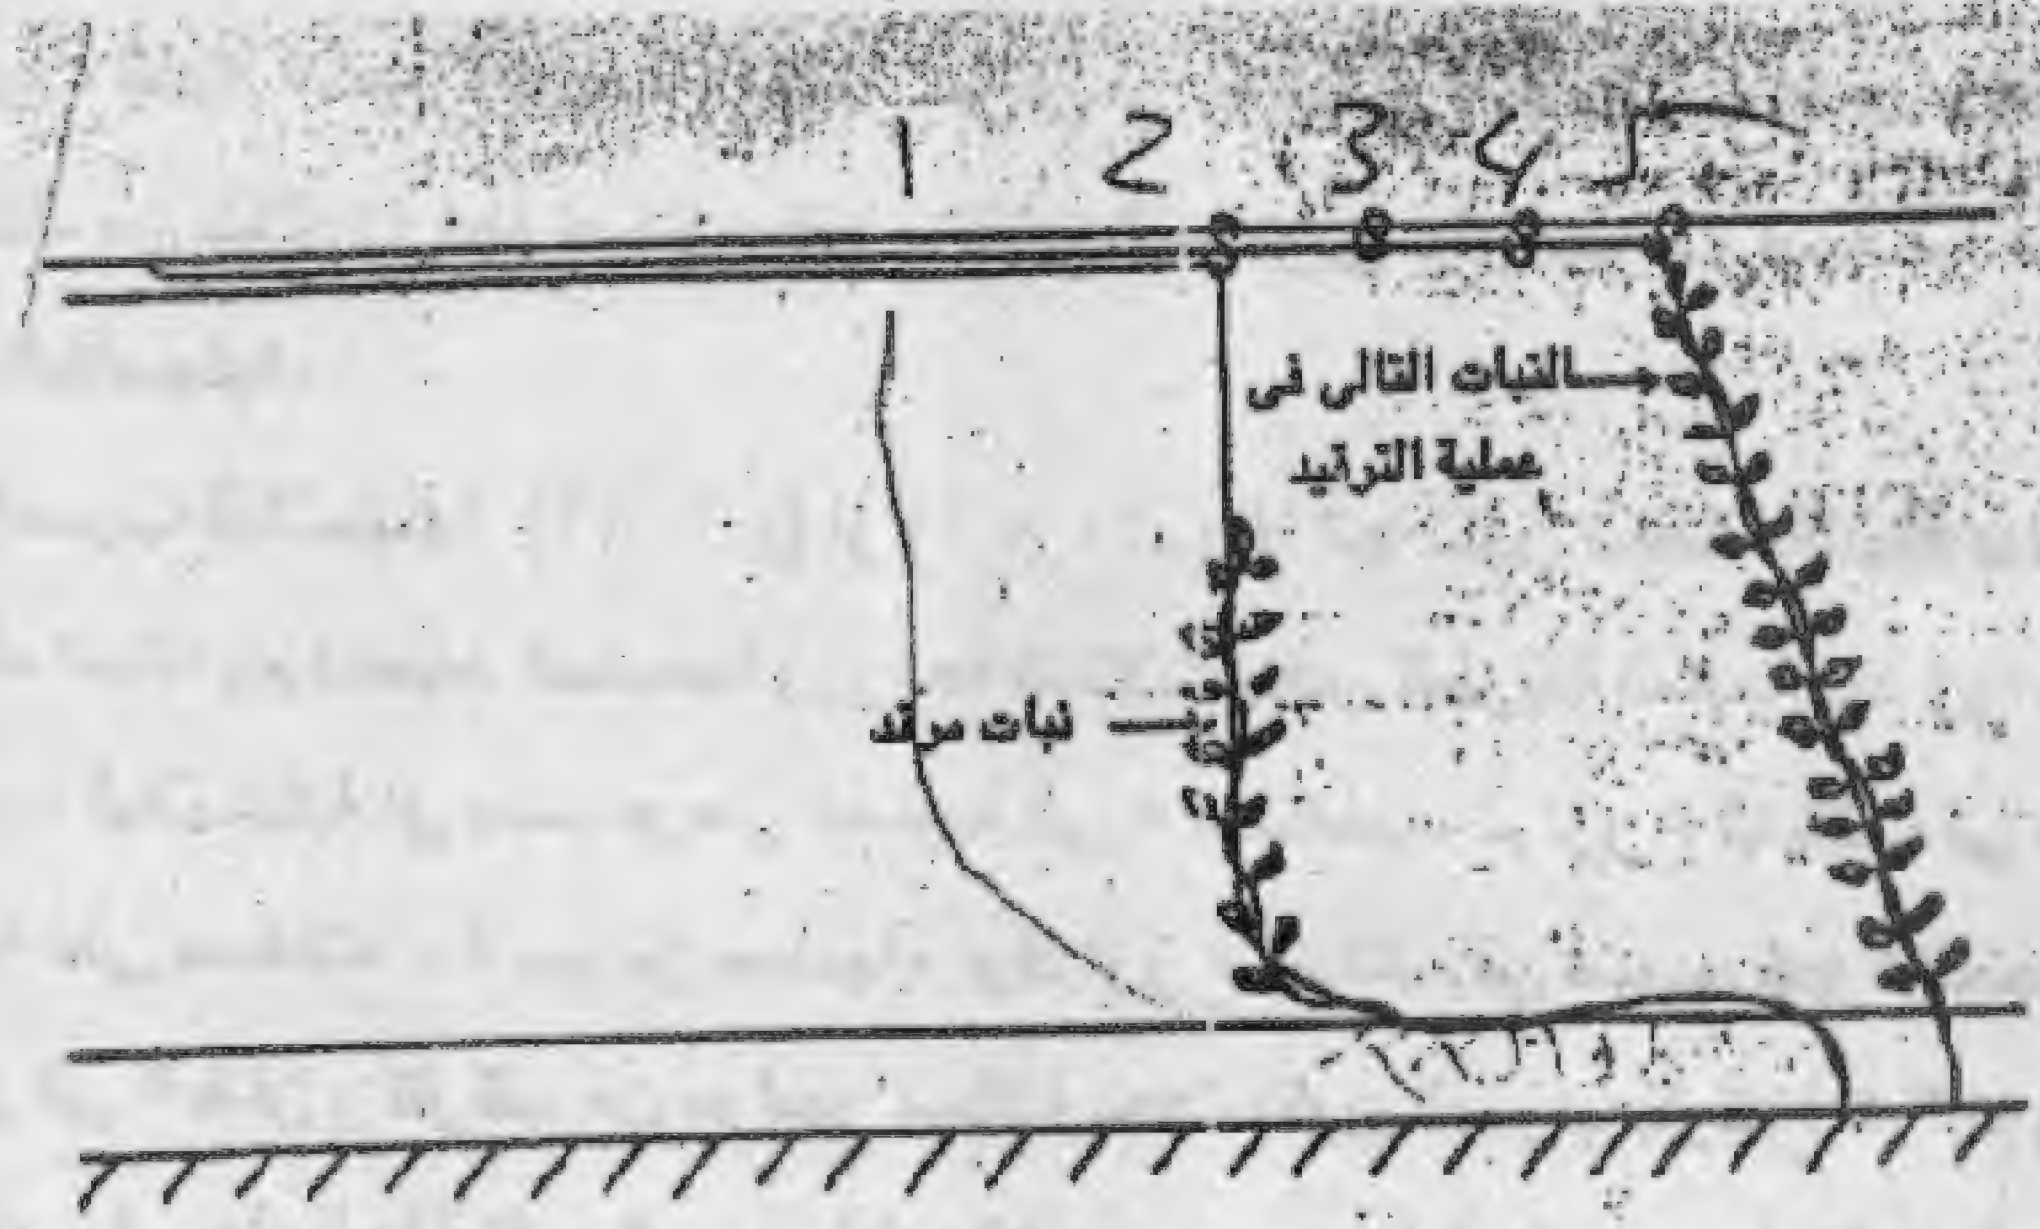 1 2 3 4 5
النبات التالى فى
عملية الترقيد
نبات مرقد